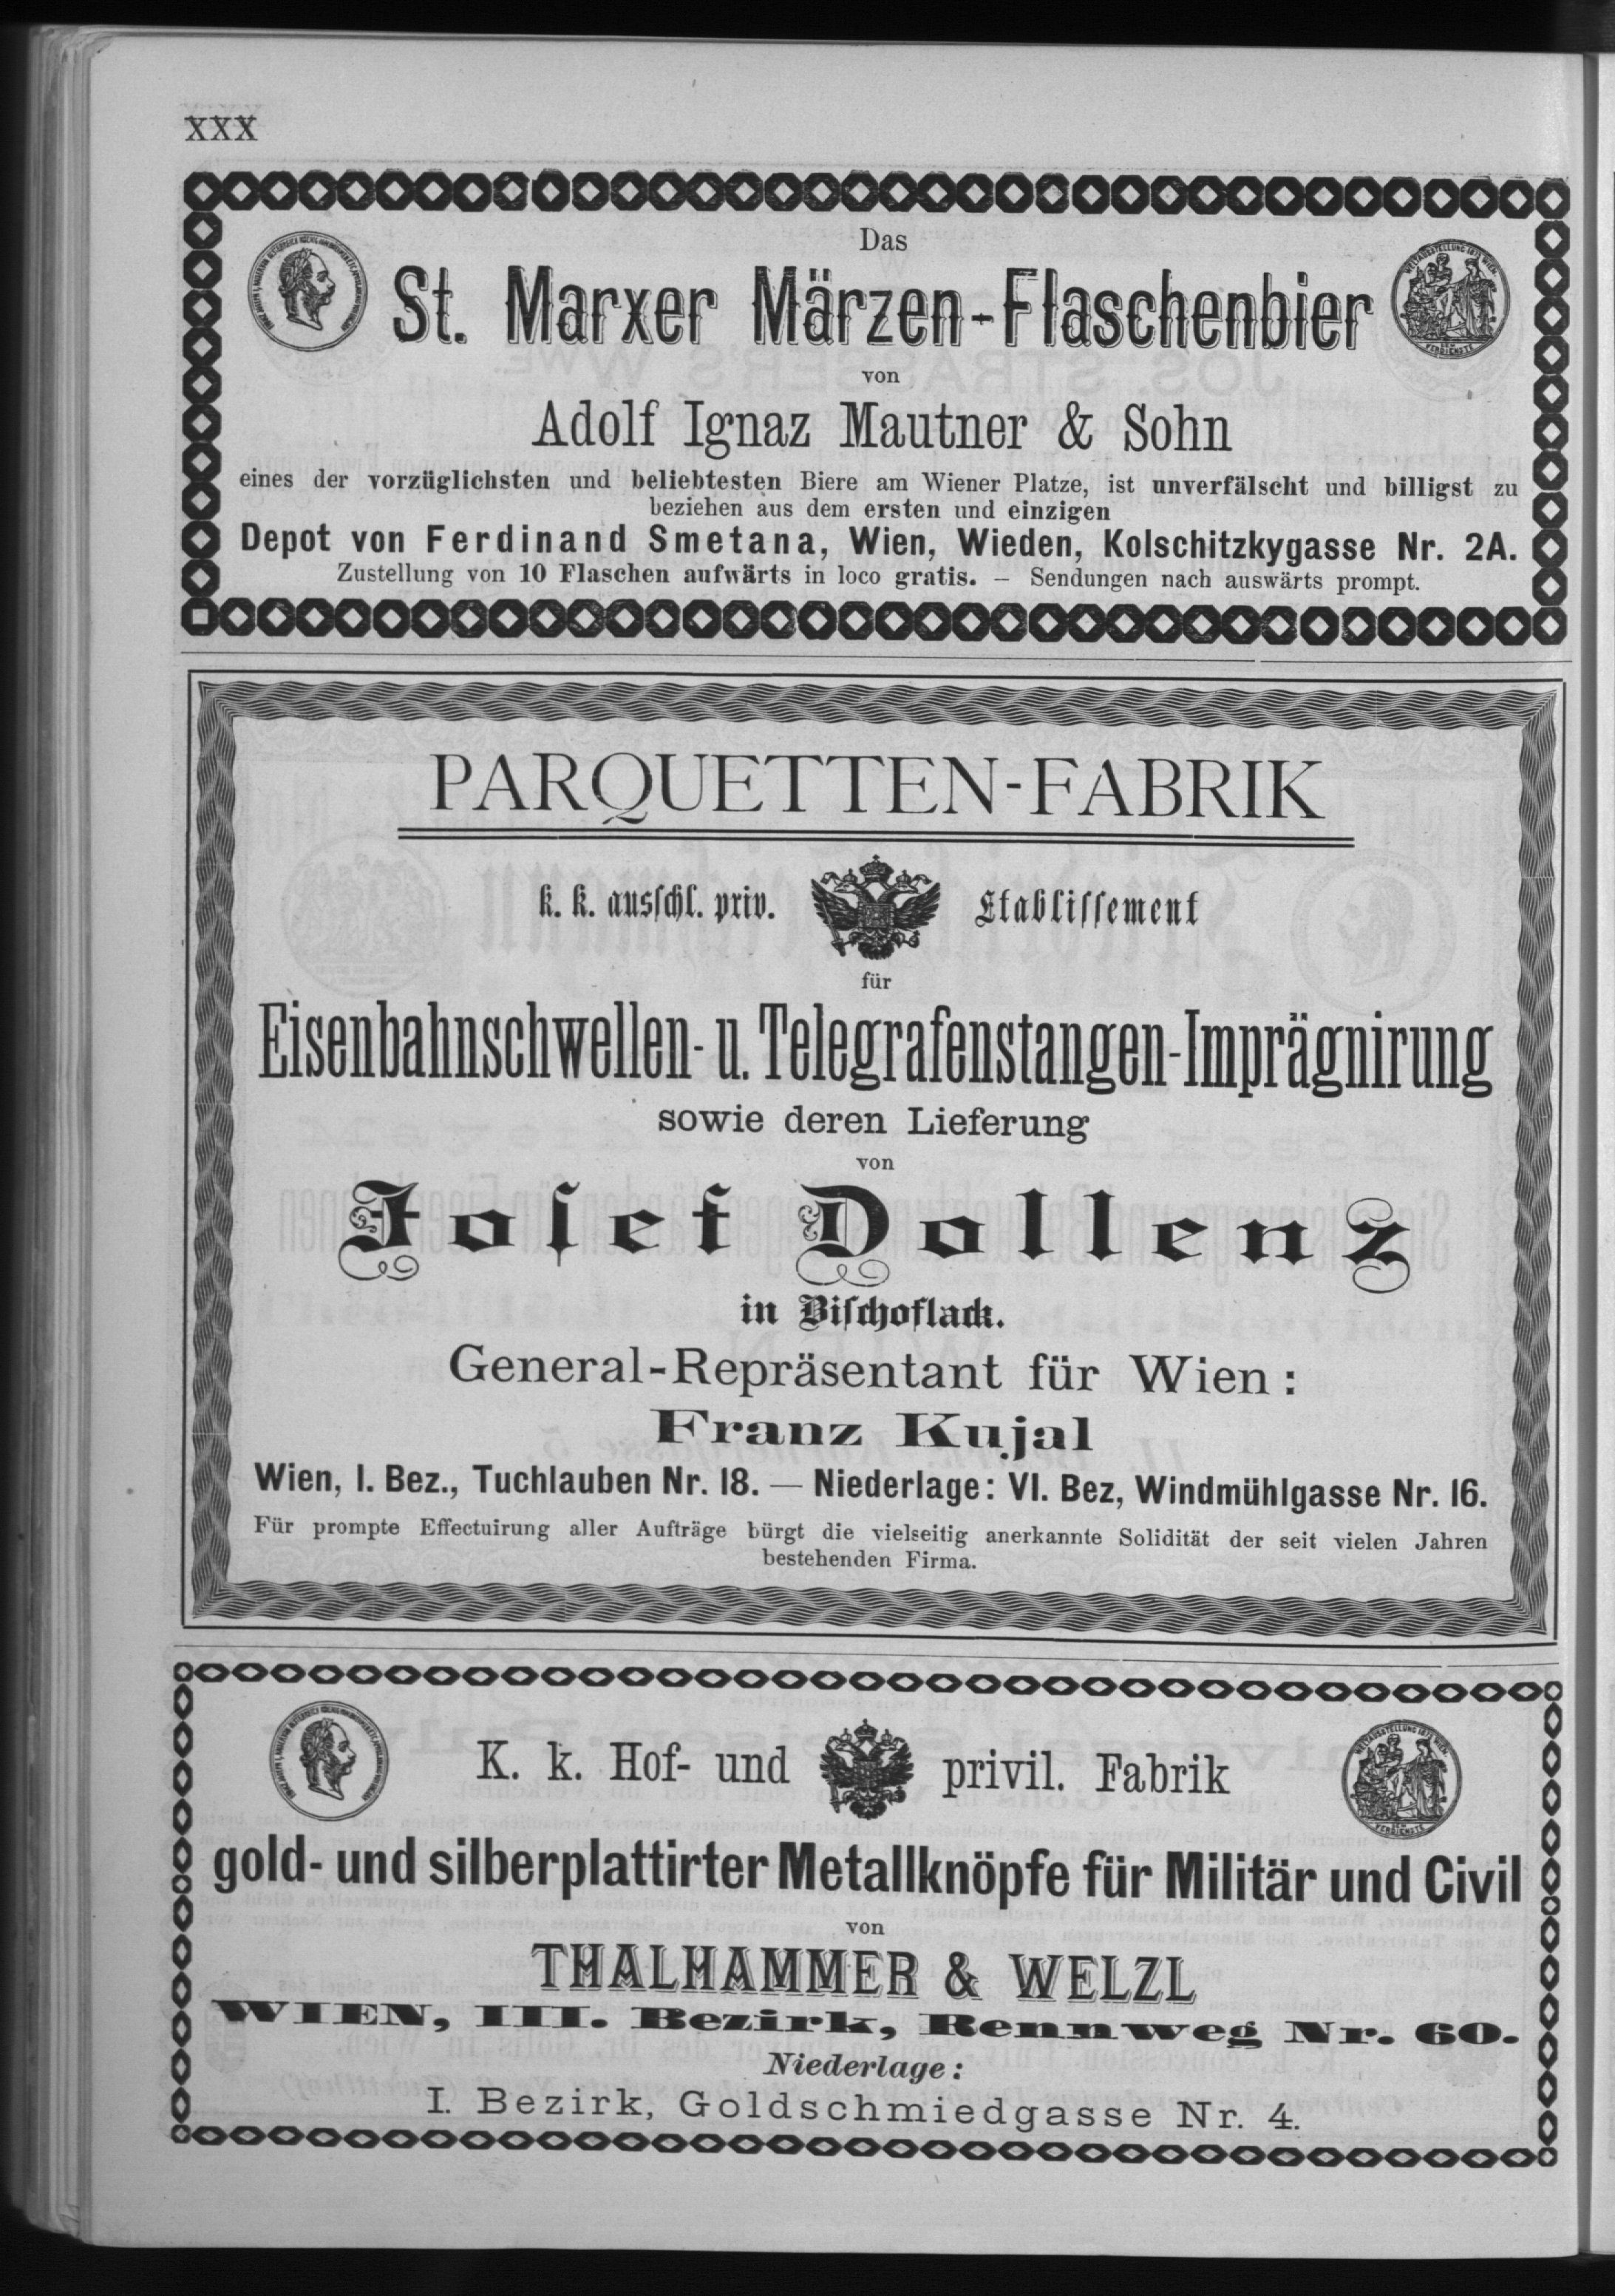 XXX
Das
St. Marxer Märzen-Flaschenbier
von
Adolf Ignaz Mautner & Sohn
eines der vorzüglichsten und beliebtesten Biere am Wiener Platze, ist unverfälscht und billigst zu
beziehen aus dem ersten und einzigen
Depot von Ferdinand Smetana, Wien, Wieden, Kolschitzkygasse Nr. 2A.
Zustellung von 10 Flaschen aufwärts in loco gratis. — Sendungen nach auswärts prompt.
PARQUETTEN-FABRIK
k. k. ausschl. priv. Etablissement
für
Eisenbahnschwellen- u. Telegrafenstangen-Imprägnirung
sowie deren Lieferung
von
Josef Dollenz
in Bischoflack.
General-Repräsentant für Wien:
Franz Kujal
Wien, I. Bez., Tuchlauben Nr. 18. — Niederlage: VI. Bez, Windmühlgasse Nr. 16.
Für prompte Effectuirung aller Aufträge bürgt die vielseitig anerkannte Solidität der seit vielen Jahren
bestehenden Firma.
K. k. Hof- und privil. Fabrik
gold- und silberplattirter Metallknöpfe für Militär und Civil
von
THALHAMMER & WELZL
WIEN, III. Bezirk, Rennweg Nr. 60.
Niederlage:
I. Bezirk, Goldschmiedgasse Nr. 4.